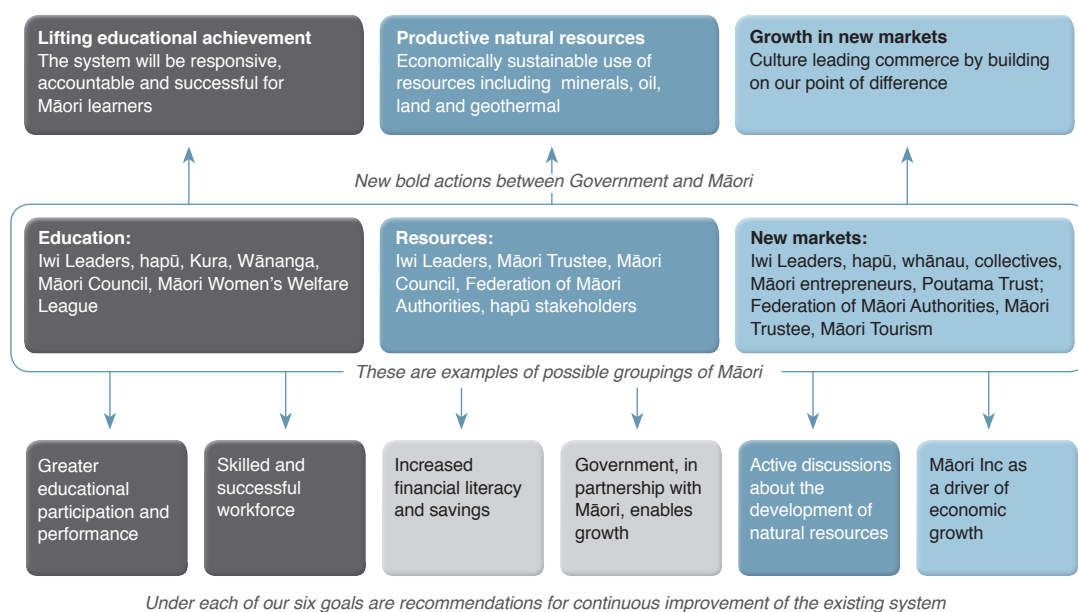 Lifting educational achievement
The system will be responsive,
accountable and successful for
Māori learners
Productive natural resources
Economically sustainable use of
resources including minerals, oil,
land and geothermal
Growth in new markets
Culture leading commerce by building
on our point of difference
New bold actions between Government and Māori
Education:
Iwi Leaders, hapū, Kura, Wānanga,
Māori Council, Māori Women's Welfare
League
Resources:
Iwi Leaders, Māori Trustee, Māori
Council, Federation of Māori
Authorities, hapū stakeholders
New markets:
Iwi Leaders, hapū, whānau, collectives,
Māori entrepreneurs, Poutama Trust;
Federation of Māori Authorities, Māori
Trustee, Māori Tourism
These are examples of possible groupings of Māori
Greater
educational
participation and
performance
Skilled and
successful
workforce
Increased
financial literacy
and savings
Government, in
partnership with
Māori, enables
growth
Active discussions
about the
development of
natural resources
Māori Inc as
a driver of
economic
growth
Under each of our six goals are recommendations for continuous improvement of the existing system